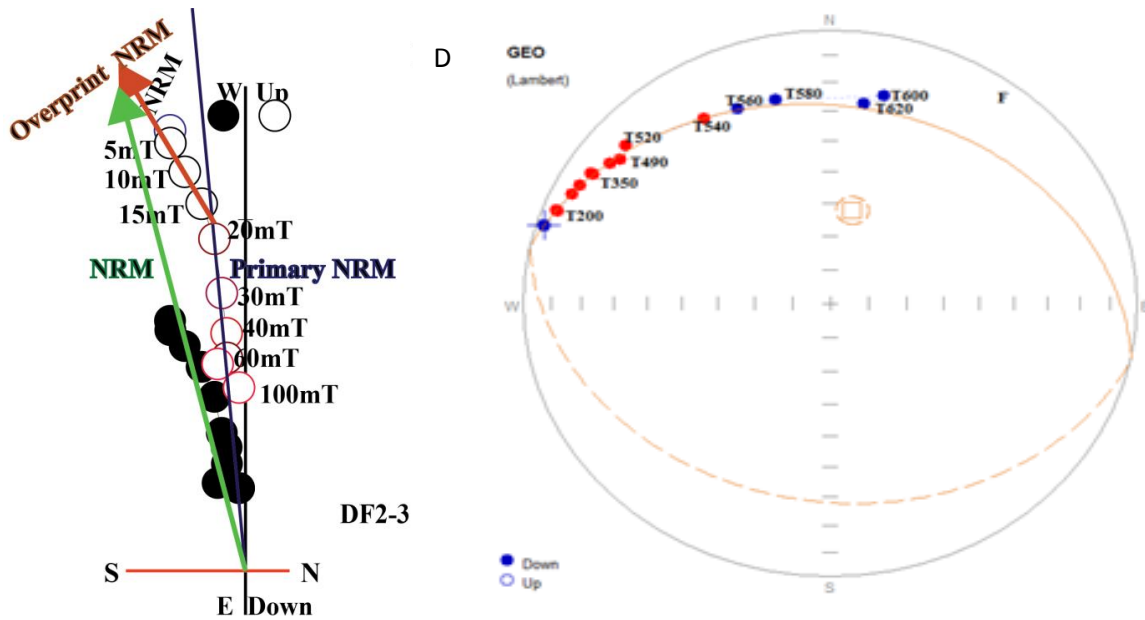 Overprint NRM
NRM
W Up
5mT
10mT
15mT
20mT
NRM
Primary NRM
30mT
40mT
60mT
100mT
DF2-3
S N
E Down
D
GEO
(Lambert)
N
F
T560
T580
T600
T620
T540
T520
T490
T350
T200
W
E
S
Down
Up